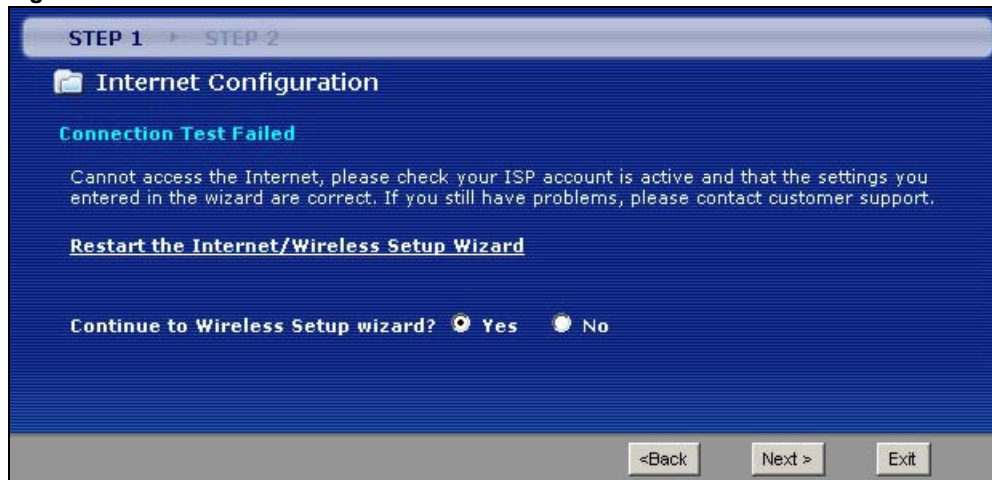 STEP 1 STEP 2
Internet Configuration
Connection Test Failed
Cannot access the Internet, please check your ISP account is active and that the settings you
entered in the wizard are correct. If you still have problems, please contact customer support.
Restart the Internet/Wireless Setup Wizard
Continue to Wireless Setup wizard? Yes No
<Back Next > Exit